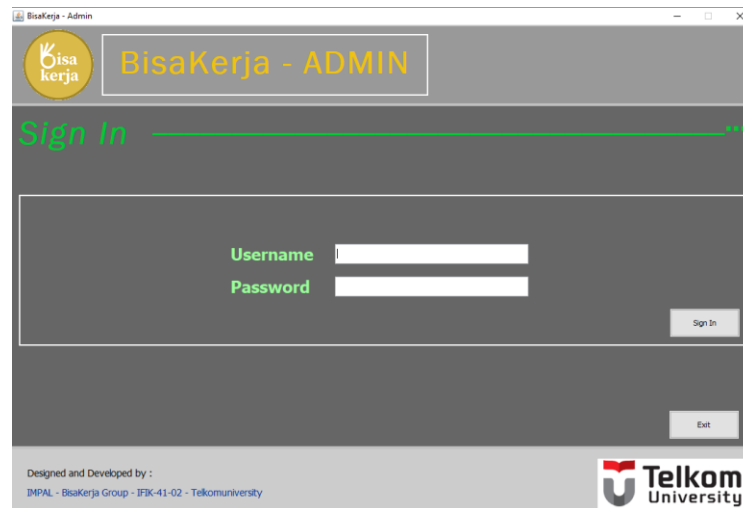 BisaKerja - Admin
Bisa
kerja
BisaKerja - ADMIN
Sign In
Username
Password
Sign In
Exit
Designed and Developed by :
IMPAL - BisaKerja Group - IFIK-41-02 - Telkomuniversity
Telkom
University